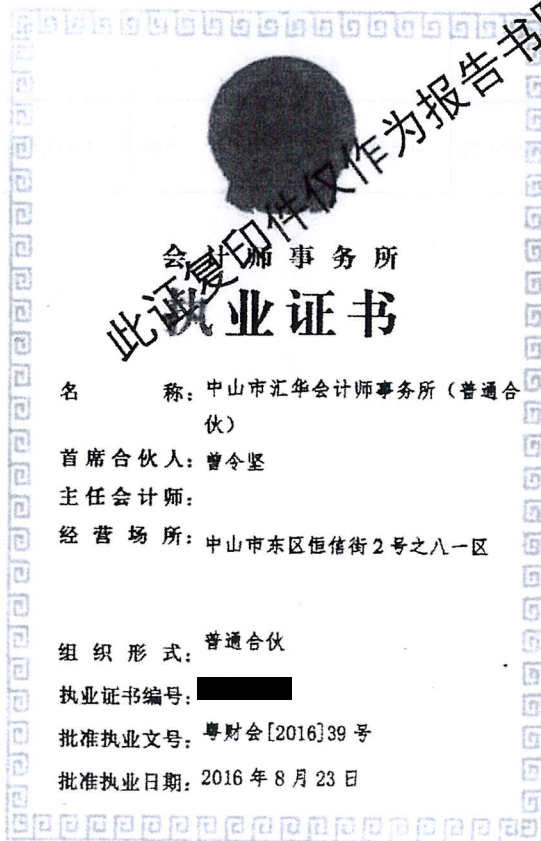 此证复印件仅作为报告书
会计师事务所
执业证书
名 称：中山市汇华会计师事务所（普通合
伙）
首席合伙人：曾令坚
主任会计师：
经营场所：中山市东区恒信街2号之八一区
组织形式：普通合伙
执业证书编号：
批准执业文号：粤财会[2016]39号
批准执业日期：2016年8月23日